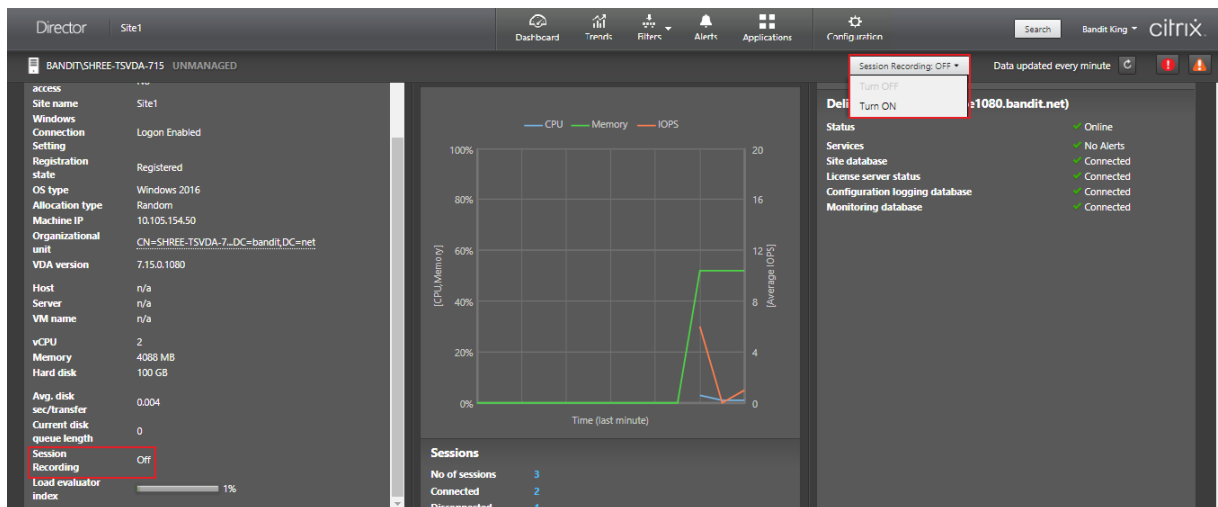 Director Site1
Dashboard Trends Filters Alerts Applications Configuration
Search Bandit King citrix
BANDIT\SHREE-TSVDA-715 UNMANAGED
Session Recording: OFF
Data updated every minute
Turn OFF
Turn ON
access
Site name Site1
Windows
Connection
Setting
Logon Enabled
Registration
state
Registered
OS type Windows 2016
Allocation type Random
Machine IP 10.105.154.50
Organizational
unit
CN=SHREE-TSVDA-7...DC=bandit,DC=net
VDA version 7.15.0.1080
Host n/a
Server n/a
VM name n/a
vCPU 2
Memory 4088 MB
Hard disk 100 GB
Avg. disk
sec/transfer
0.004
Current disk
queue length
0
Session
Recording
Off
Load evaluator
index
1%
CPU Memory IOPS
100% 20
80% 16
60% 12
40% 8
20% 4
0% 0
[CPU,Memory]
[Average IOPS]
Time (last minute)
Sessions
No of sessions 3
Connected 2
Deli e1080.bandit.net)
Status Online
Services No Alerts
Site database Connected
License server status Connected
Configuration logging database Connected
Monitoring database Connected